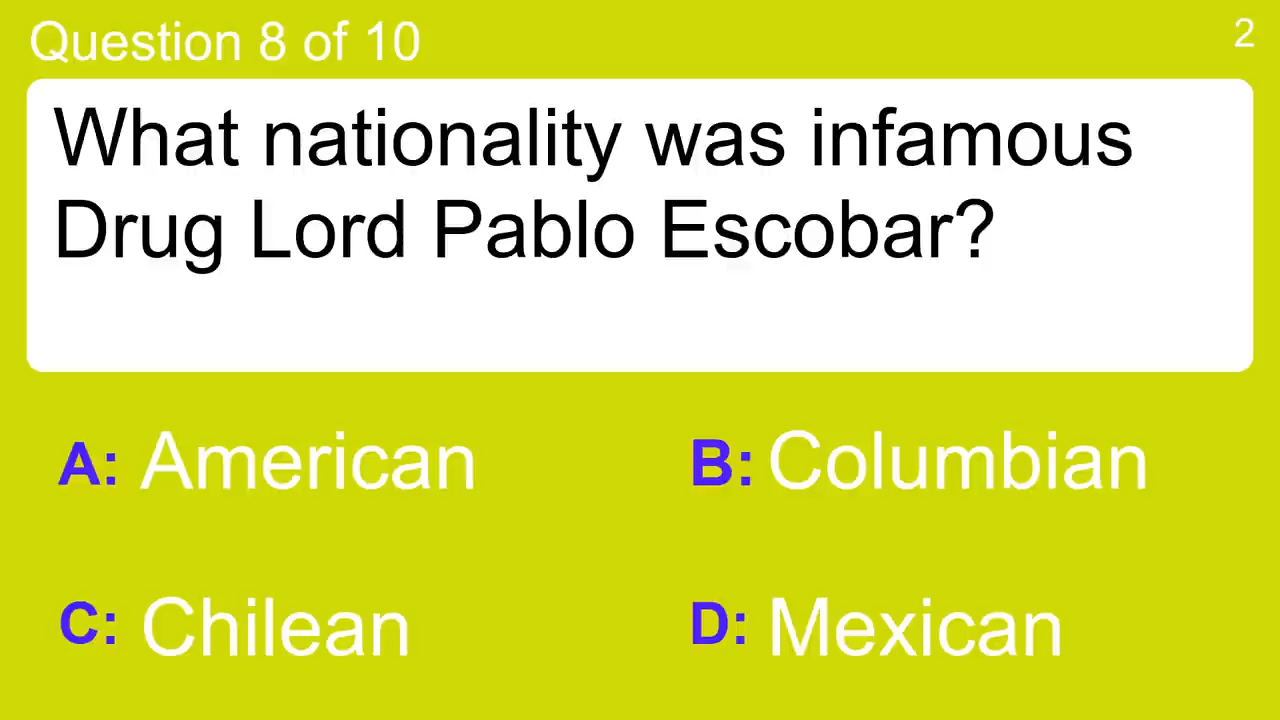 Question 8 of 10
2
What nationality was infamous
Drug Lord Pablo Escobar?
A: American
B: Columbian
C: Chilean
D: Mexican